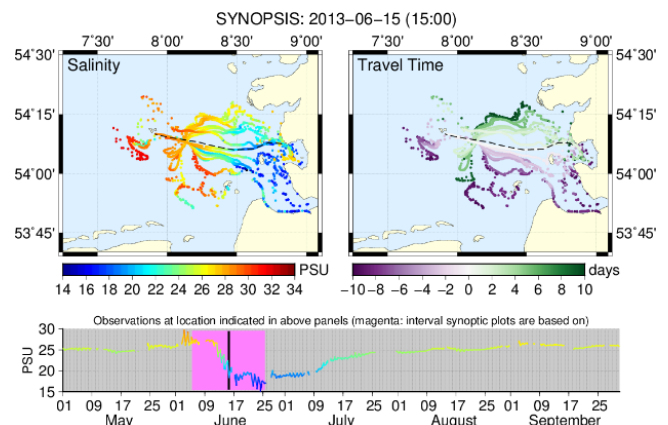 SYNOPSIS: 2013−06−15 (15:00)
7˚30' 8˚00' 8˚30' 9˚00' 7˚30' 8˚00' 8˚30' 9˚00'
54˚30' Salinity Travel Time 54˚30'
54˚15' 54˚15'
54˚00' 54˚00'
53˚45' 53˚45'
14 16 18 20 22 24 26 28 30 32 34 PSU
−10 −8 −6 −4 −2 0 2 4 6 8 10 days
Observations at location indicated in above panels (magenta: interval synoptic plots are based on)
PSU
30
25
20
15
01 09 17 25 01 09 17 25 01 09 17 25 01 09 17 25 01 09 17 25
May June July August September